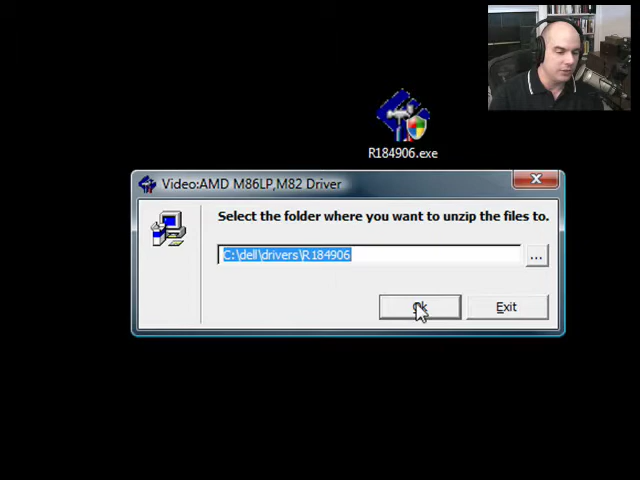 R184906.exe
Video:AMD M86LP,M82 Driver
Select the folder where you want to unzip the files to.
C:\dell\drivers\R184906
...
Ok
Exit